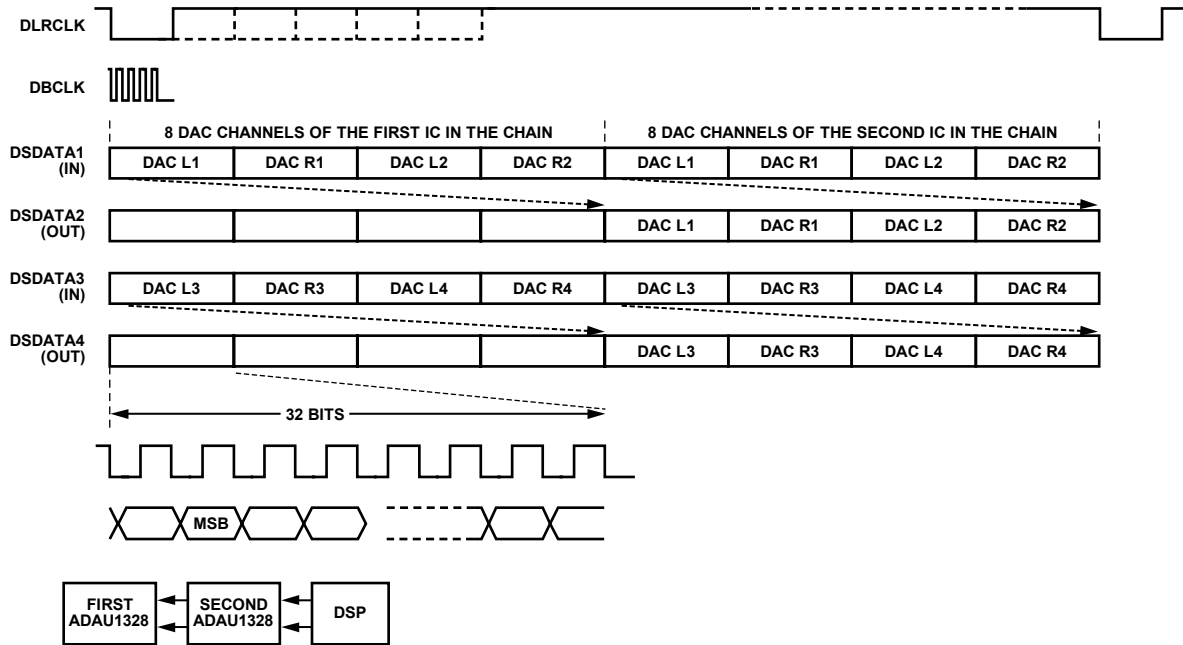 DLRCLK
DBCLK
8 DAC CHANNELS OF THE FIRST IC IN THE CHAIN 8 DAC CHANNELS OF THE SECOND IC IN THE CHAIN
DSDATA1
(IN)
DAC L1 DAC R1 DAC L2 DAC R2 DAC L1 DAC R1 DAC L2 DAC R2
DSDATA2
(OUT)
DAC L1 DAC R1 DAC L2 DAC R2
DSDATA3
(IN)
DAC L3 DAC R3 DAC L4 DAC R4 DAC L3 DAC R3 DAC L4 DAC R4
DSDATA4
(OUT)
DAC L3 DAC R3 DAC L4 DAC R4
32 BITS
MSB
FIRST
ADAU1328
SECOND
ADAU1328
DSP